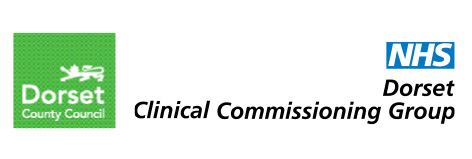 Dorset
County Council
NHS
Dorset
Clinical Commissioning Group